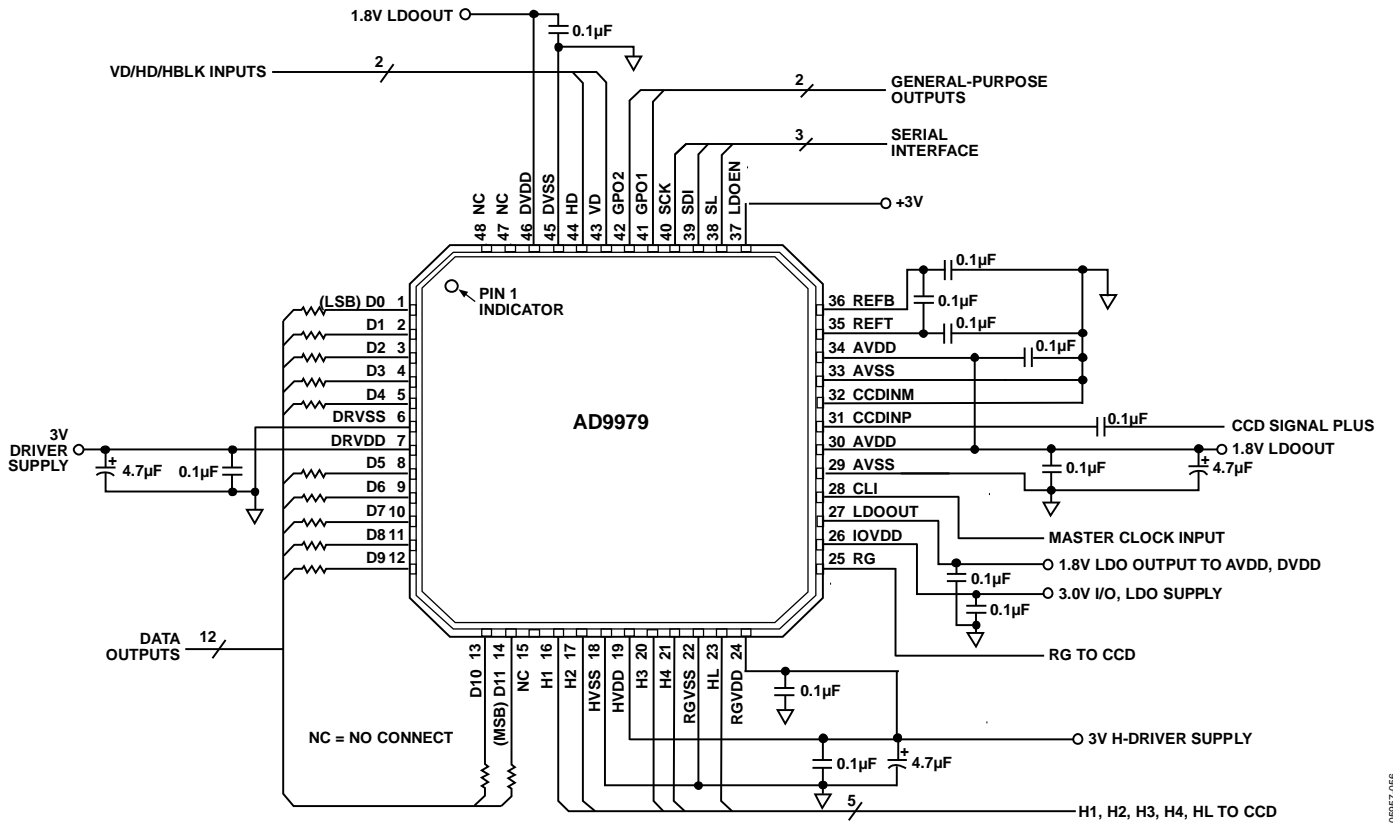 1.8V LDOOUT
0.1µF
VD/HD/HBLK INPUTS
2
2
GENERAL-PURPOSE
OUTPUTS
3
SERIAL
INTERFACE
+3V
48 NC
47 NC
46 DVDD
45 DVSS
44 HD
43 VD
42 GPO2
41 GPO1
40 SCK
39 SDI
38 SL
37 LDOEN
PIN 1
INDICATOR
AD9979
(LSB) D0 1
D1 2
D2 3
D3 4
D4 5
DRVSS 6
DRVDD 7
D5 8
D6 9
D7 10
D8 11
D9 12
3V
DRIVER
SUPPLY
+
4.7µF
0.1µF
36 REFB
35 REFT
34 AVDD
33 AVSS
32 CCDINM
31 CCDINP
30 AVDD
29 AVSS
28 CLI
27 LDOOUT
26 IOVDD
25 RG
0.1µF
0.1µF
0.1µF
0.1µF
0.1µF
CCD SIGNAL PLUS
1.8V LDOOUT
0.1µF
+
4.7µF
MASTER CLOCK INPUT
1.8V LDO OUTPUT TO AVDD, DVDD
0.1µF
3.0V I/O, LDO SUPPLY
0.1µF
RG TO CCD
DATA
OUTPUTS
12
D10 13
(MSB) D11 14
NC 15
H1 16
H2 17
HVSS 18
HVDD 19
H3 20
H4 21
RGVSS 22
HL 23
RGVDD 24
0.1µF
NC = NO CONNECT
3V H-DRIVER SUPPLY
0.1µF
+
4.7µF
5
H1, H2, H3, H4, HL TO CCD
05957-056